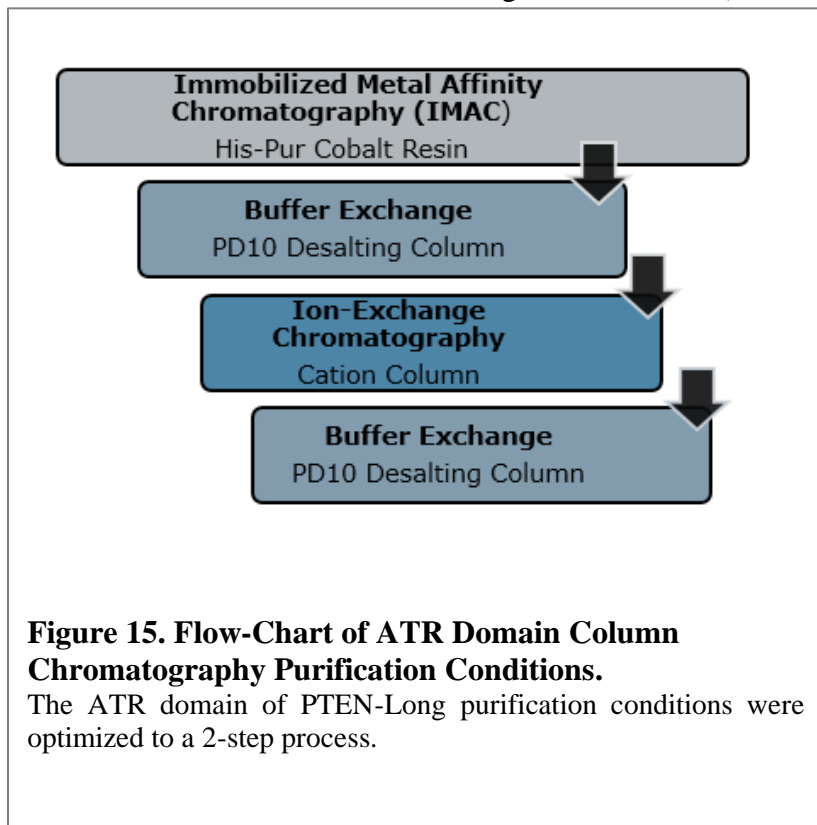 Immobilized Metal Affinity
Chromatography (IMAC)
His-Pur Cobalt Resin
Buffer Exchange
PD10 Desalting Column
Ion-Exchange
Chromatography
Cation Column
Buffer Exchange
PD10 Desalting Column
Figure 15. Flow-Chart of ATR Domain Column
Chromatography Purification Conditions.
The ATR domain of PTEN-Long purification conditions were
optimized to a 2-step process.